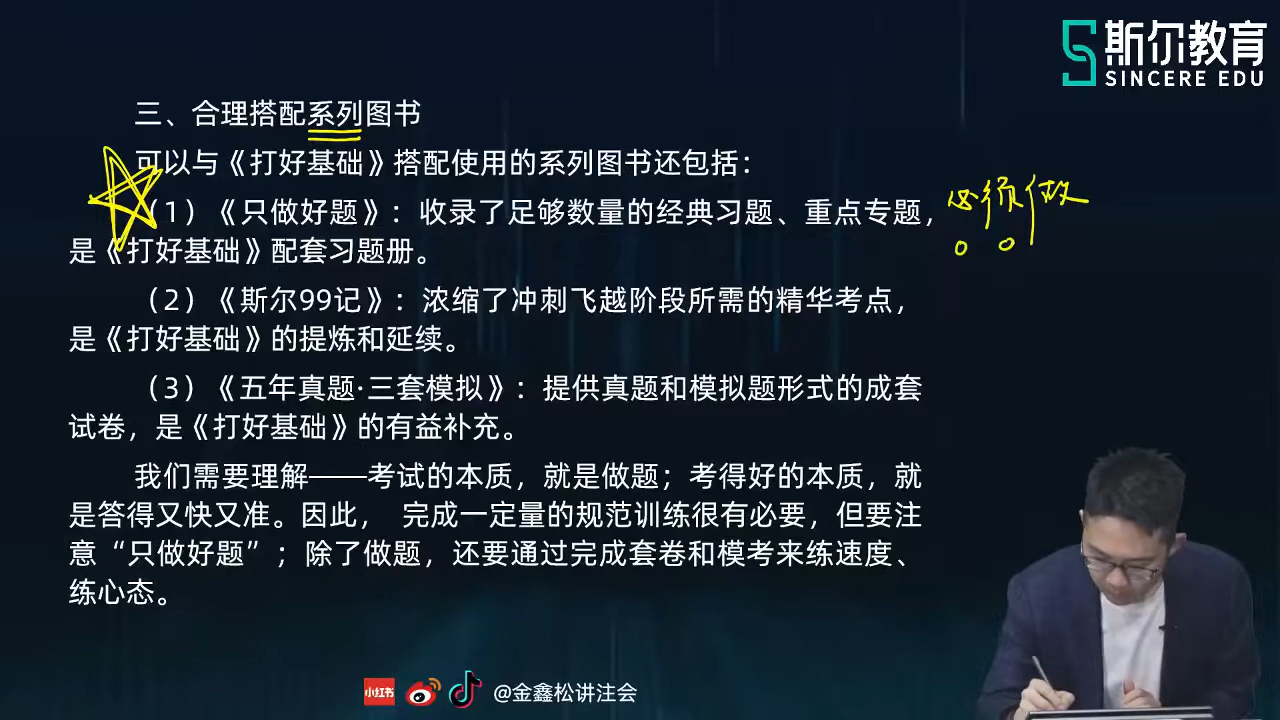 斯尔教育
SINCERE EDU
三、合理搭配系列图书
可以与《打好基础》搭配使用的系列图书还包括：
（1）《只做好题》：收录了足够数量的经典习题、重点专题，
必须做
是《打好基础》配套习题册。
（2）《斯尔99记》：浓缩了冲刺飞越阶段所需的精华考点，
是《打好基础》的提炼和延续。
（3）《五年真题·三套模拟》：提供真题和模拟题形式的成套
试卷，是《打好基础》的有益补充。
我们需要理解——考试的本质，就是做题；考得好的本质，就
是答得又快又准。因此， 完成一定量的规范训练很有必要，但要注
意“只做好题”；除了做题，还要通过完成套卷和模考来练速度、
练心态。
小红书
@金鑫松讲注会